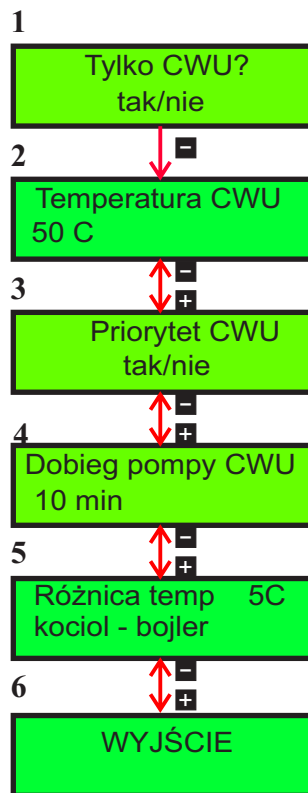 1
Tylko CWU?
tak/nie
-
2
Temperatura CWU
50 C
-
+
3
Priorytet CWU
tak/nie
-
+
4
Dobieg pompy CWU
10 min
-
+
5
Różnica temp 5C
kociol - bojler
-
+
6
WYJŚCIE